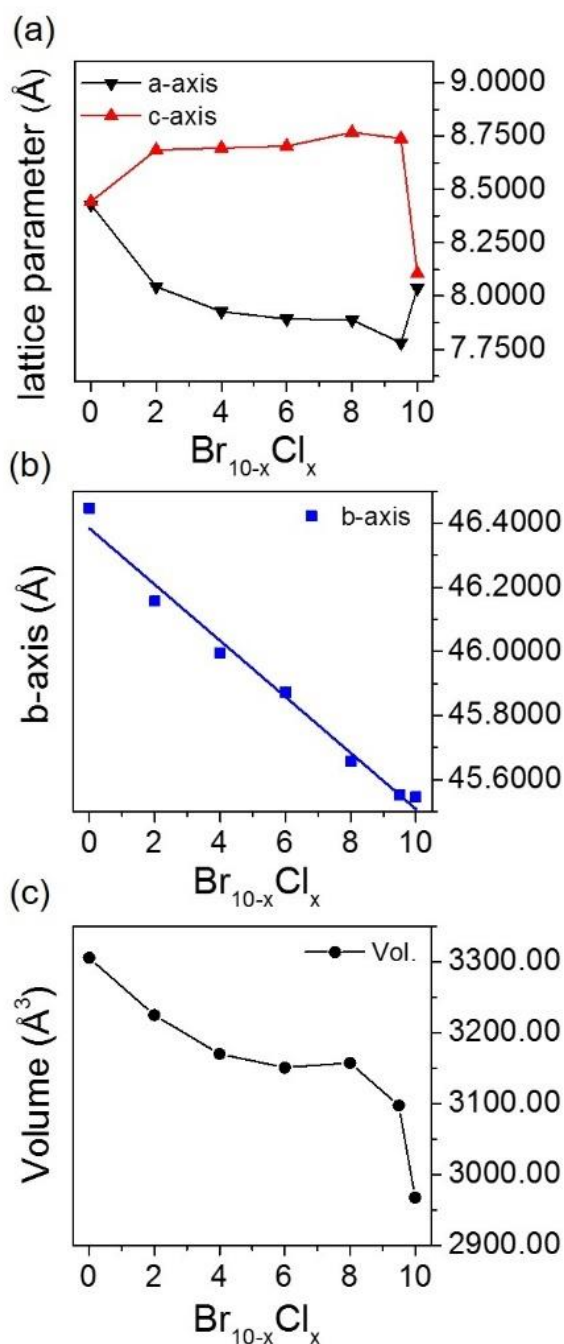 (a)
a-axis
c-axis
lattice parameter (Å)
9.0000
8.7500
8.5000
8.2500
8.0000
7.7500
0 2 4 6 8 10
Br₁₀₋ₓClₓ
(b)
b-axis
b-axis (Å)
46.4000
46.2000
46.0000
45.8000
45.6000
0 2 4 6 8 10
Br₁₀₋ₓClₓ
(c)
Vol.
Volume (Å³)
3300.00
3200.00
3100.00
3000.00
2900.00
0 2 4 6 8 10
Br₁₀₋ₓClₓ